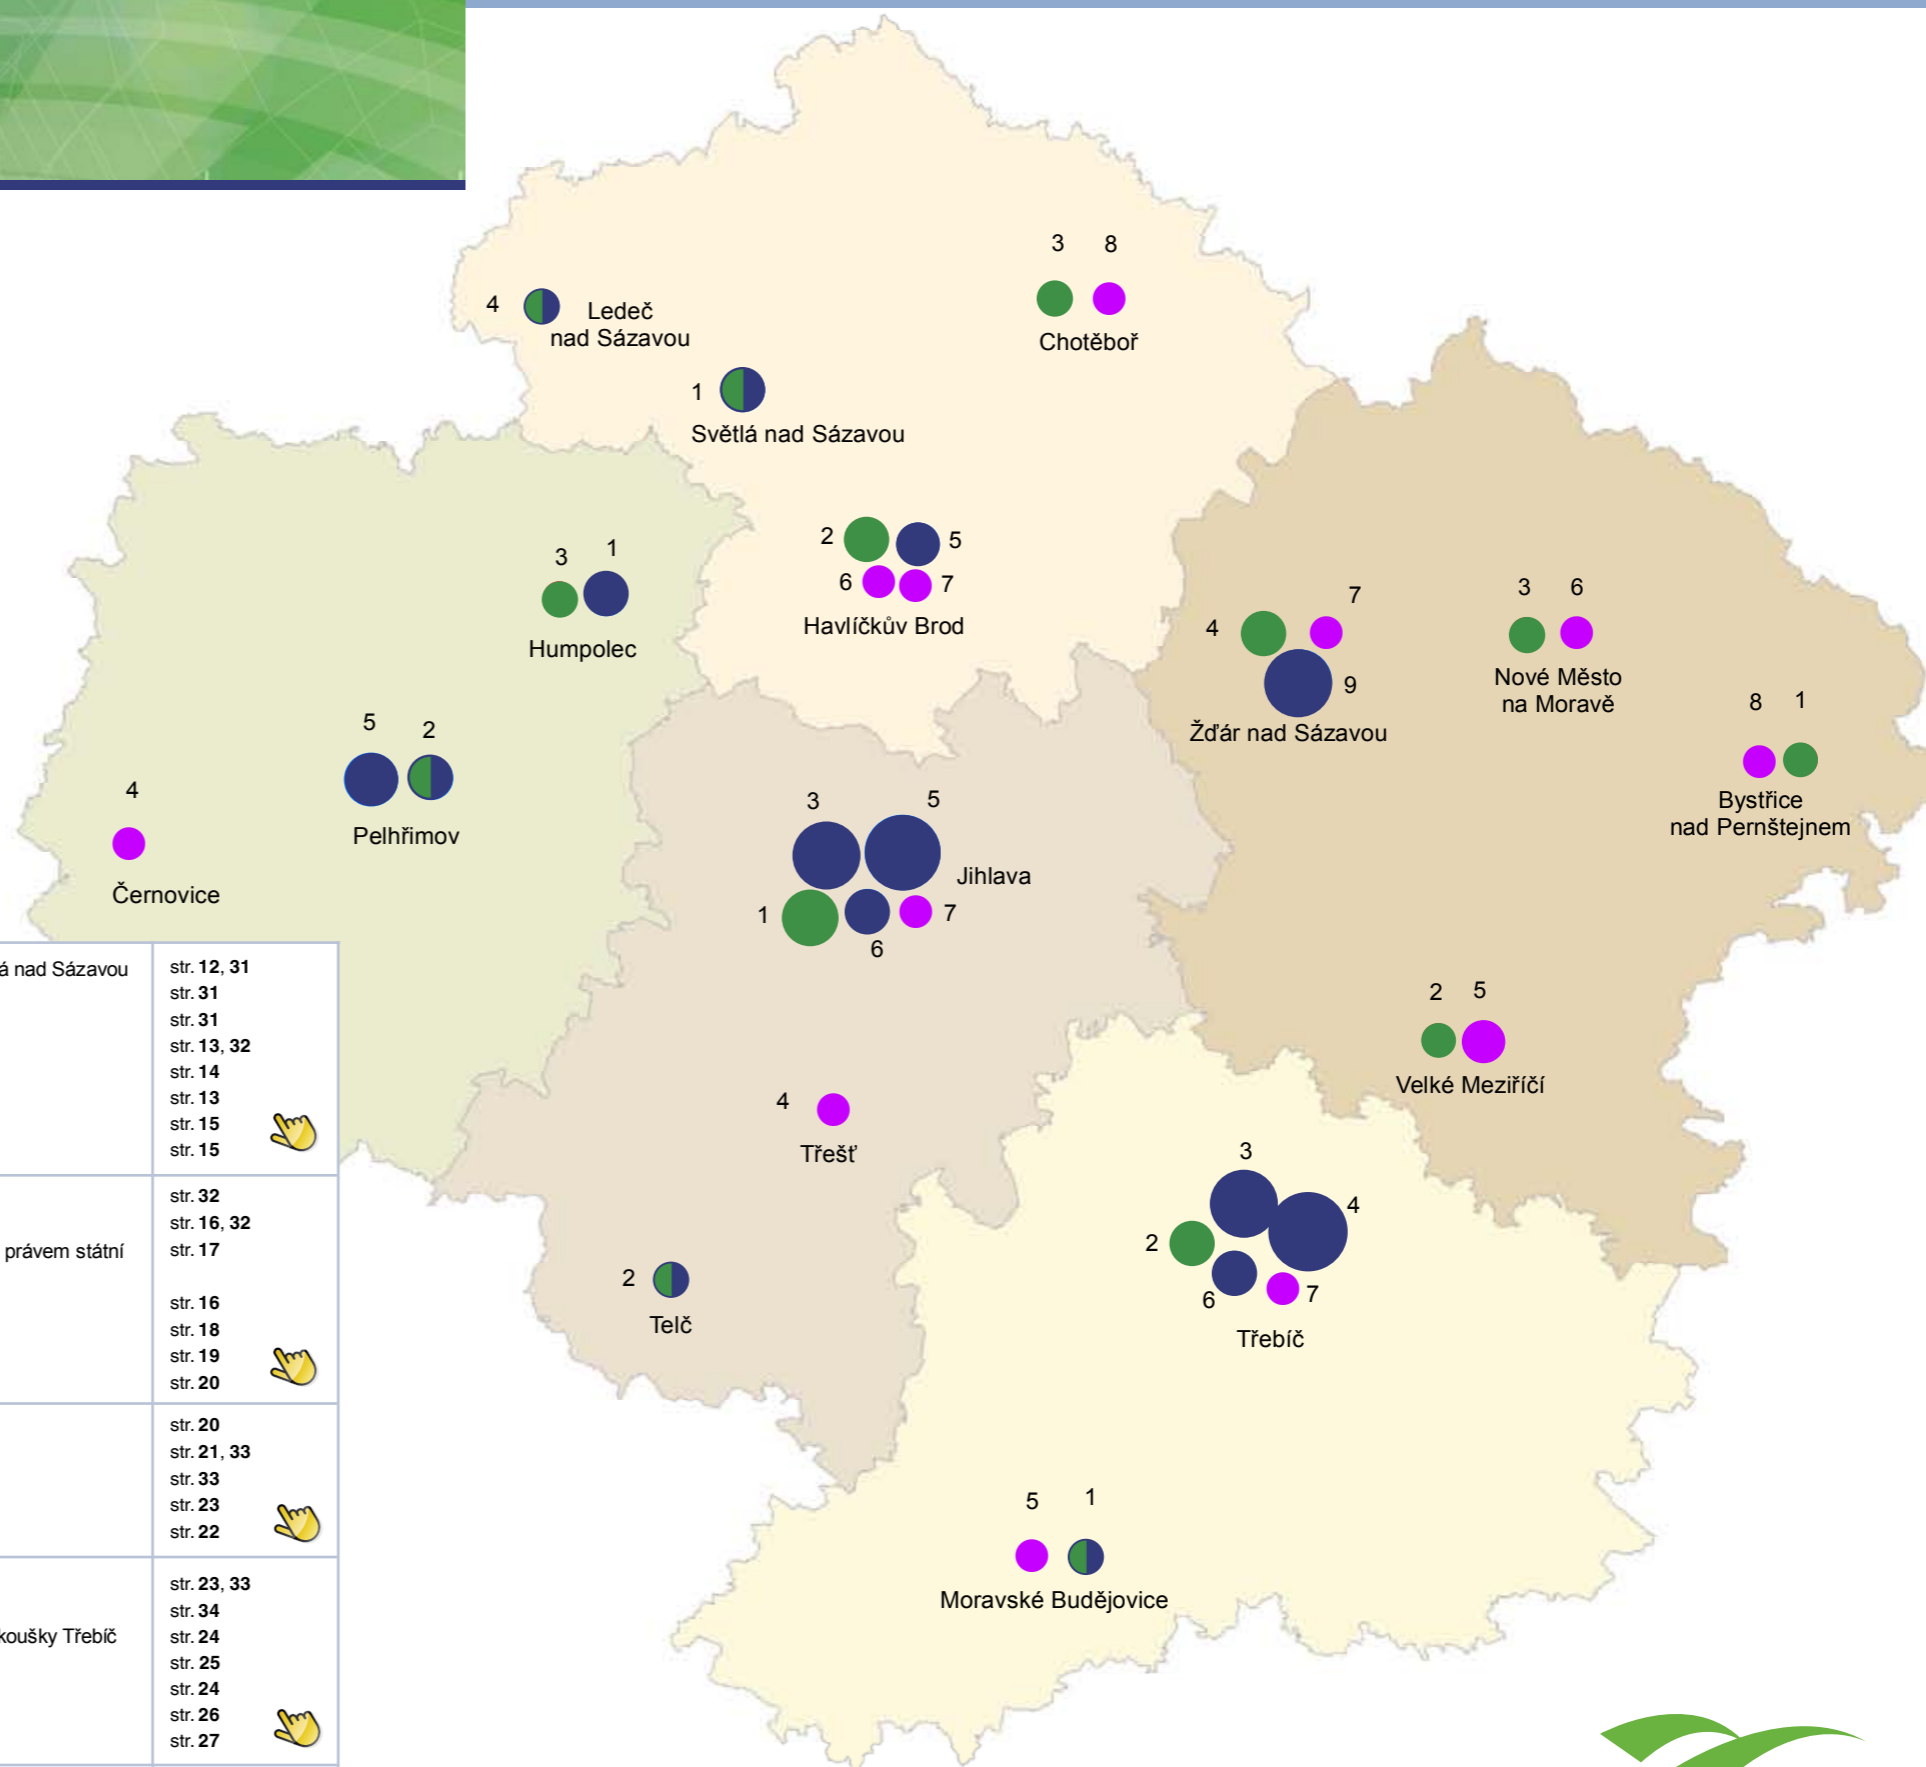 3 8
Chotěboř
4
Ledeč
nad Sázavou
1
Světlá nad Sázavou
2 5
6 7
Havlíčkův Brod
3 1
Humpolec
5 2
Pelhřimov
4
Černovice
4 7
9
Žďár nad Sázavou
3 6
Nové Město
na Moravě
8 1
Bystřice
nad Pernštejnem
3 5
Jihlava
1 7
6
2 5
Velké Meziříčí
4
Třešť
2
Telč
3
4
2
6 7
Třebíč
5 1
Moravské Budějovice
á nad Sázavou
str. 12, 31
str. 31
str. 31
str. 13, 32
str. 14
str. 13
str. 15
str. 15
str. 32
str. 16, 32
právem státní
str. 17
str. 16
str. 18
str. 19
str. 20
str. 20
str. 21, 33
str. 33
str. 23
str. 22
str. 23, 33
str. 34
koušky Třebíč
str. 24
str. 25
str. 24
str. 26
str. 27